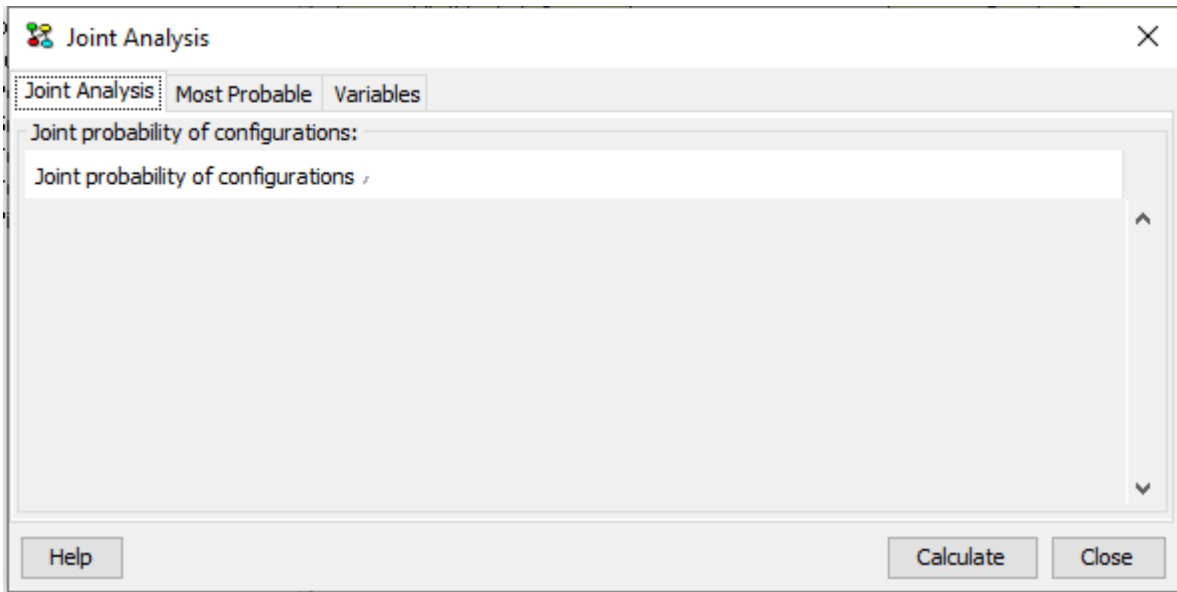 Joint Analysis
Joint Analysis Most Probable Variables
Joint probability of configurations:
Joint probability of configurations
Help Calculate Close